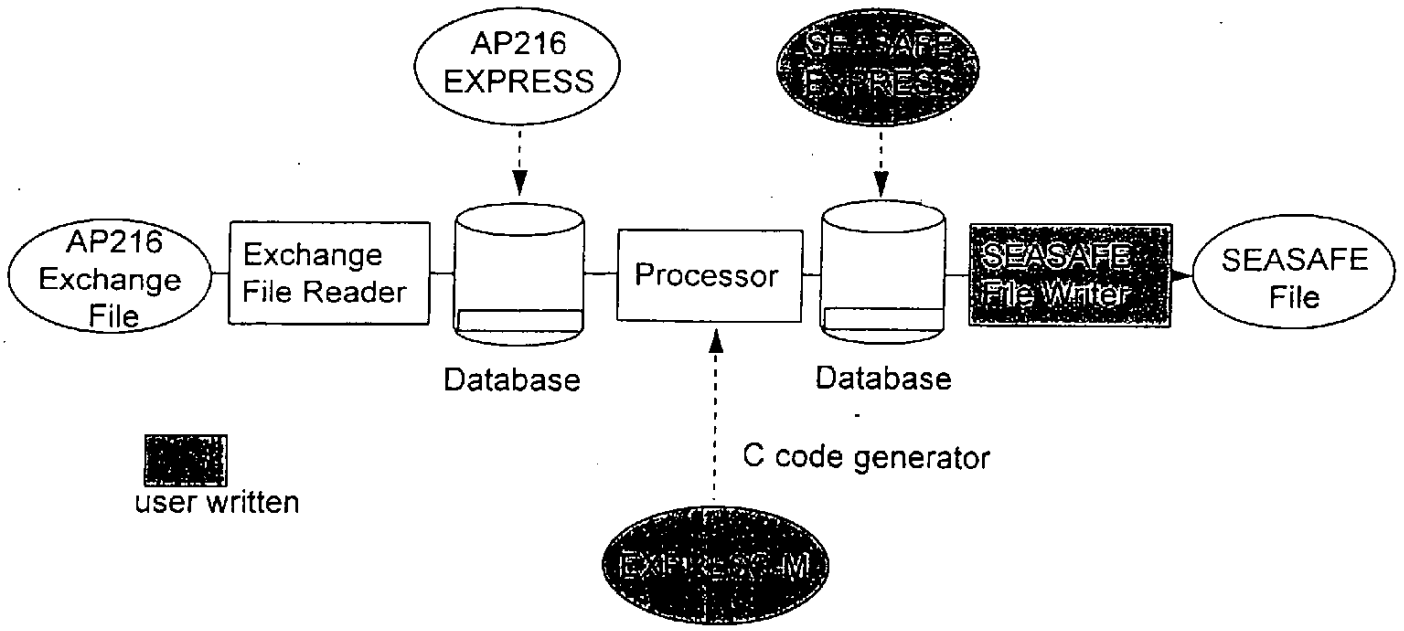 AP216
EXPRESS
SEASAFE
EXPRESS
AP216
Exchange
File
Exchange
File Reader
Processor
SEASAFE
File Writer
SEASAFE
File
Database
Database
C code generator
user written
EXPRESS-M